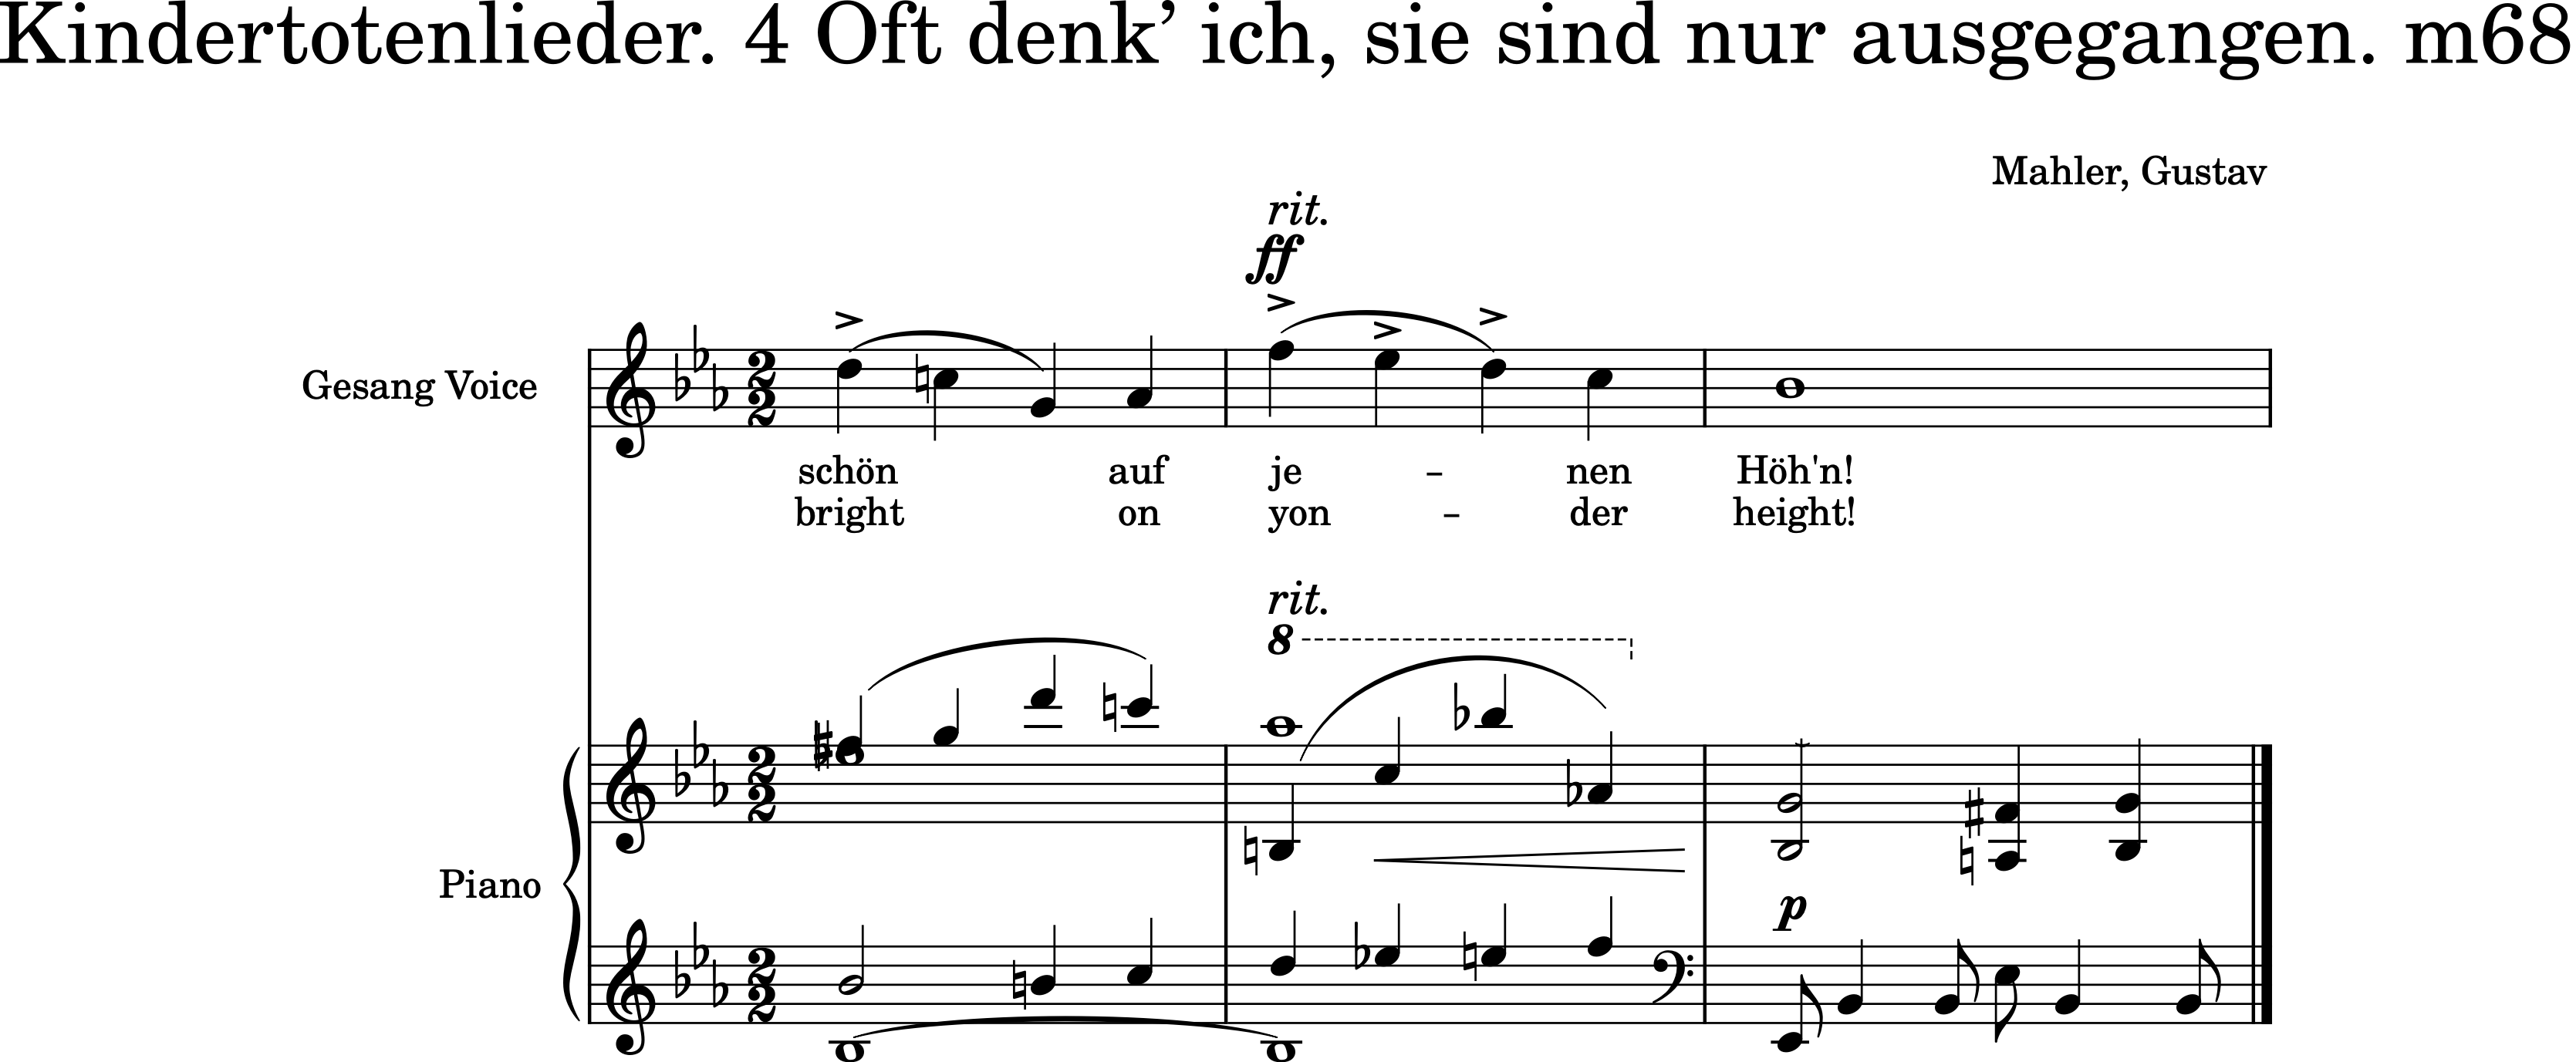 Kindertotenlieder. 4 Oft denk’ ich, sie sind nur ausgegangen. m68
Mahler, Gustav
rit.
ff
Gesang Voice
schön auf je – nen Höh'n!
bright on yon – der height!
rit.
8
Piano
p